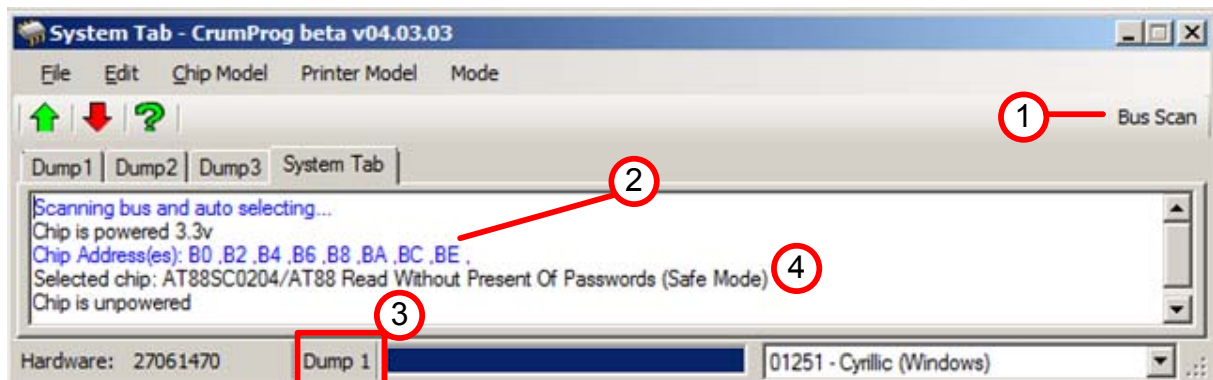 System Tab - CrumProg beta v04.03.03
File Edit Chip Model Printer Model Mode
1 Bus Scan
Dump1 Dump2 Dump3 System Tab
2
Scanning bus and auto selecting...
Chip is powered 3.3v
Chip Address(es): B0 ,B2 ,B4 ,B6 ,B8 ,BA ,BC ,BE ,
Selected chip: AT88SC0204/AT88 Read Without Present Of Passwords (Safe Mode) 4
Chip is unpowered
3
Hardware: 27061470 Dump 1 01251 - Cyrillic (Windows)